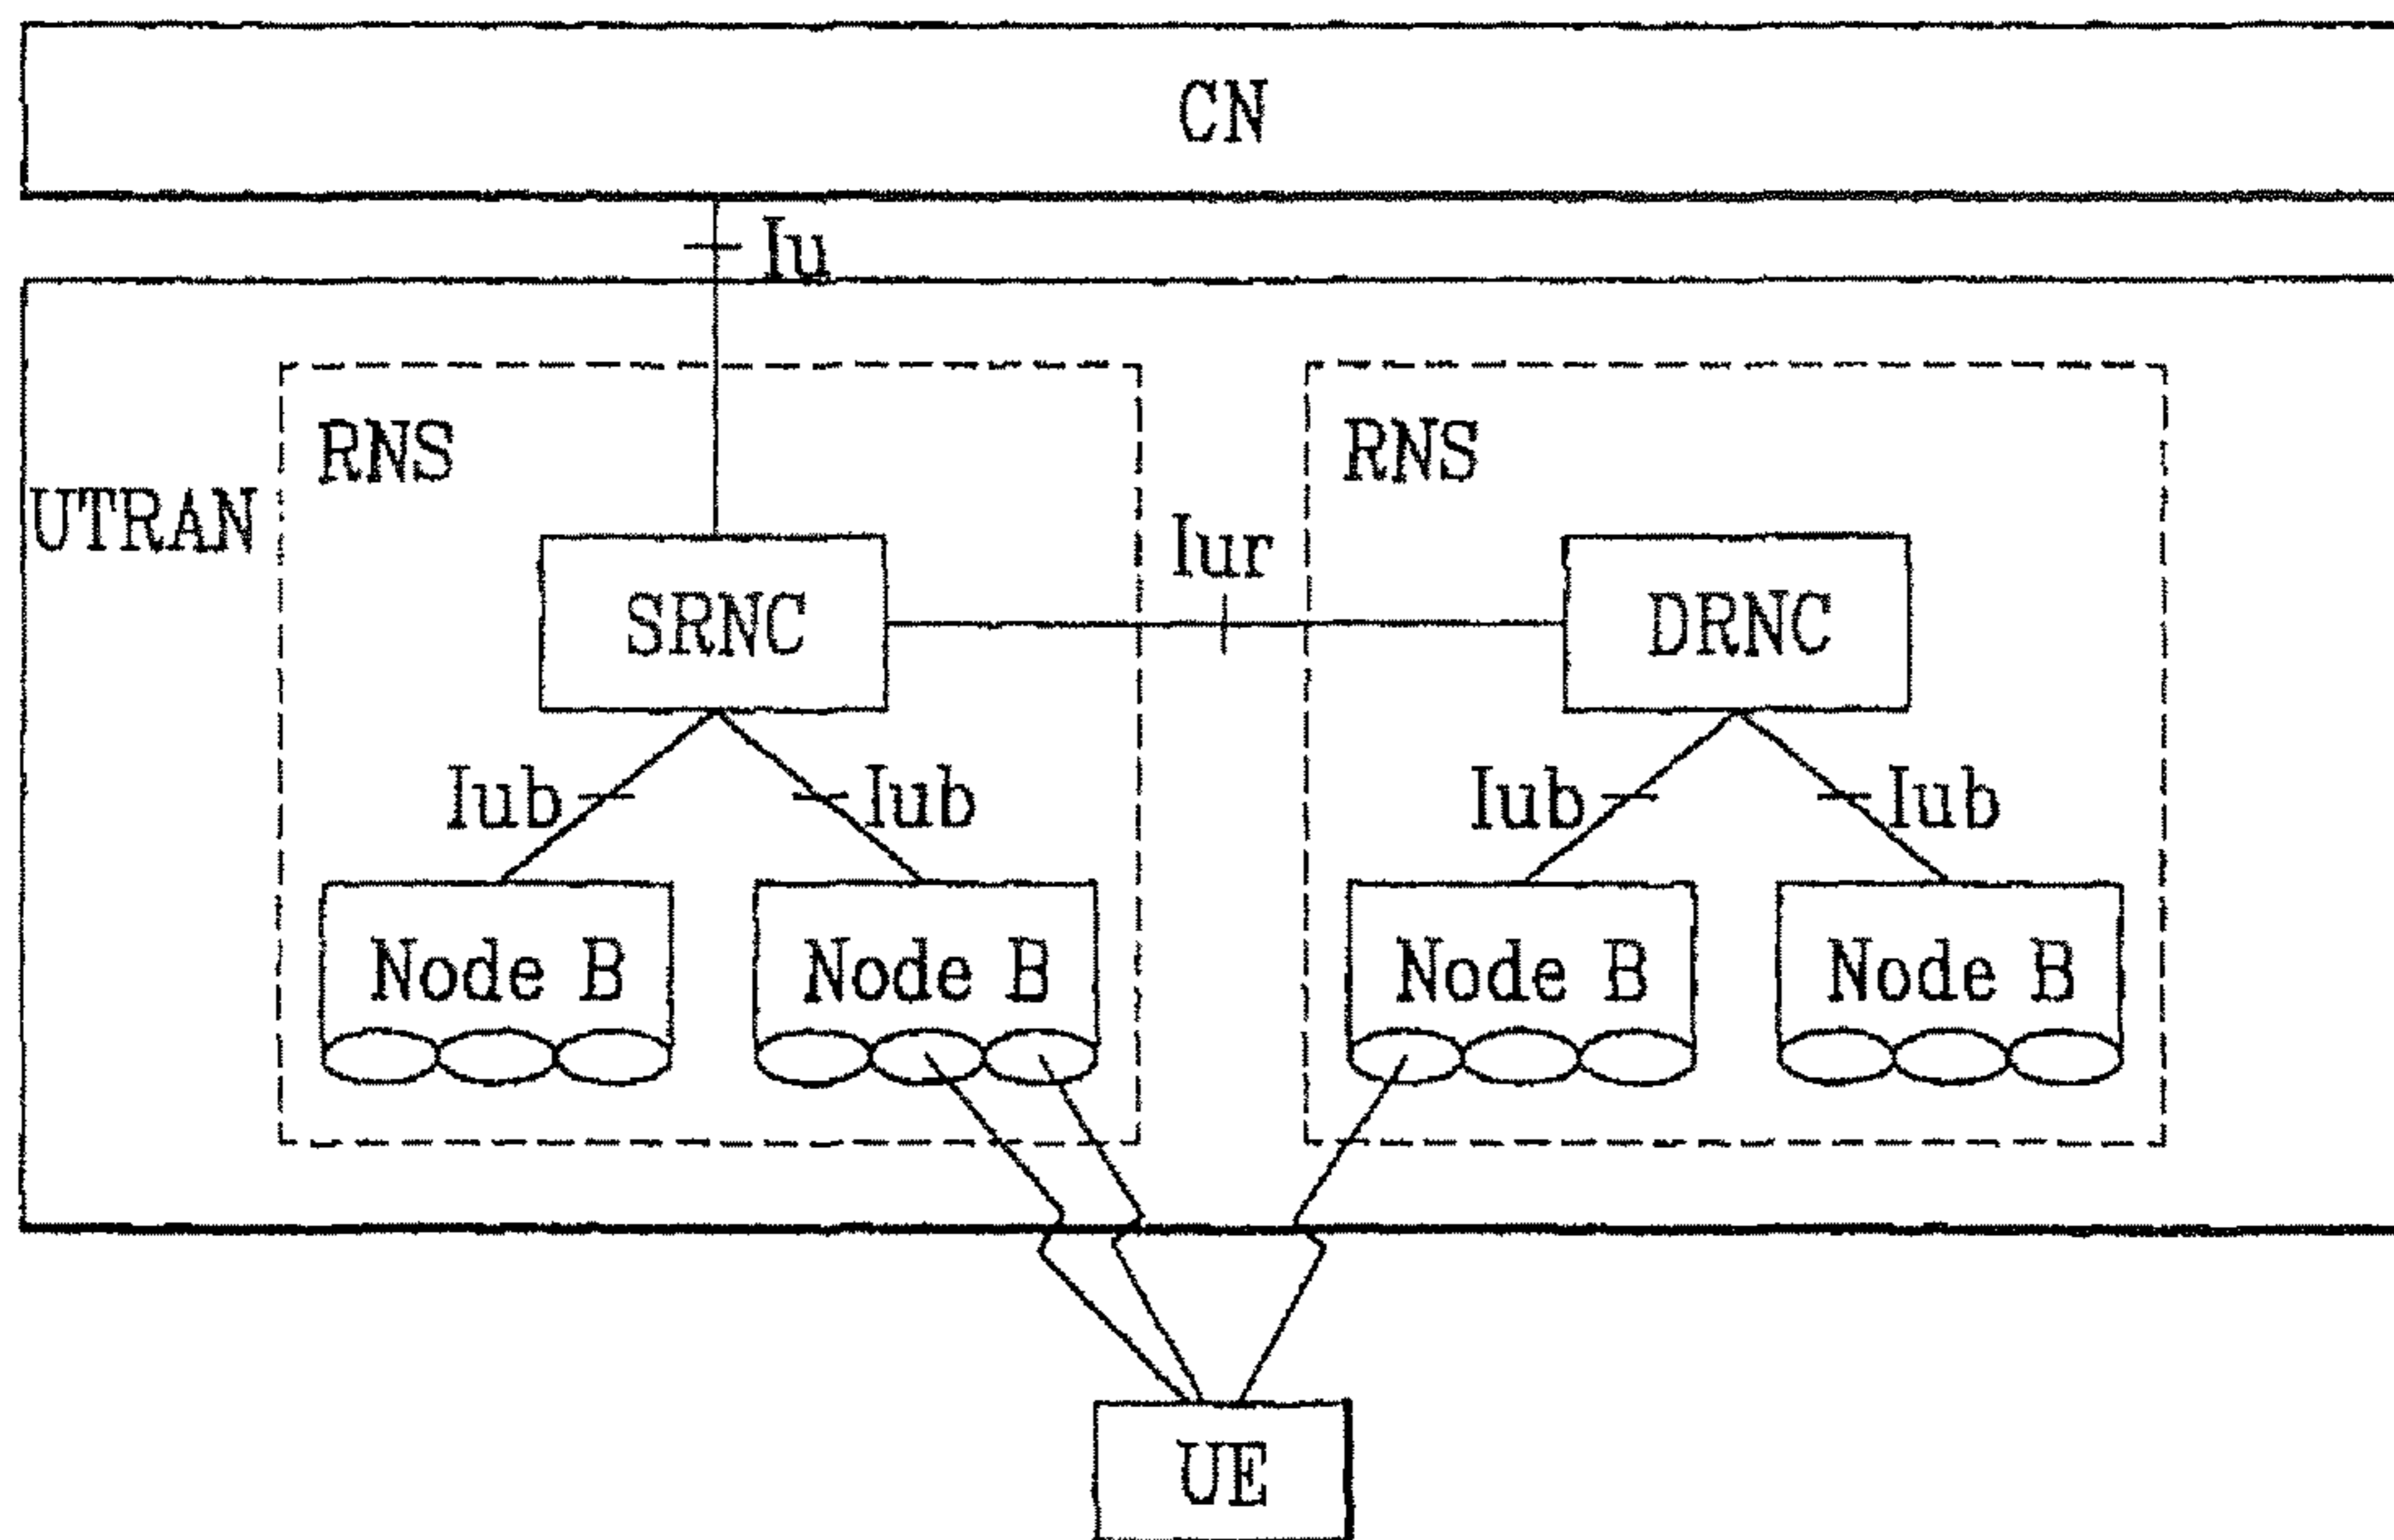 CN
Iu
RNS
RNS
UTRAN
Iur
SRNC
DRNC
Iub
Iub
Iub
Iub
Node B
Node B
Node B
Node B
UE